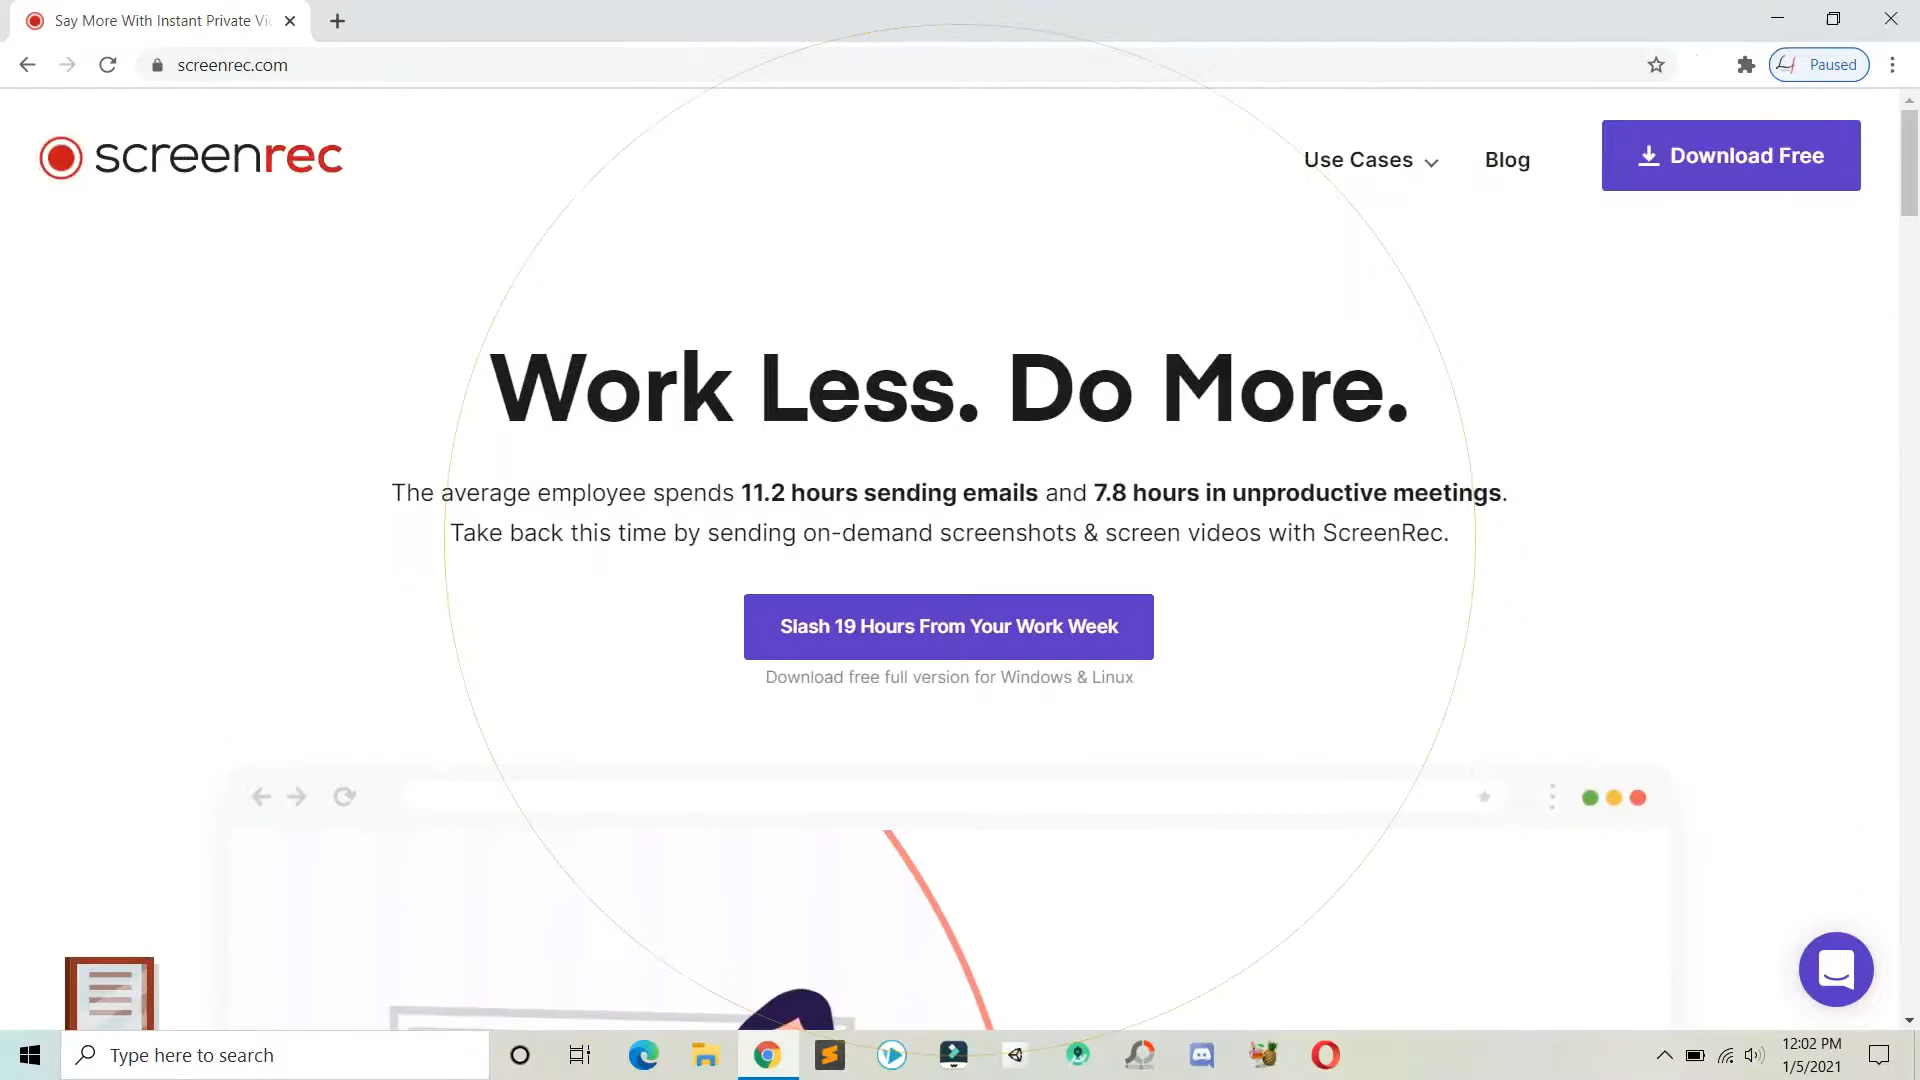 Say More With Instant Private Vi
screenrec.com
Paused
screenrec
Use Cases
Blog
Download Free
Work Less. Do More.
The average employee spends 11.2 hours sending emails and 7.8 hours in unproductive meetings.
Take back this time by sending on-demand screenshots & screen videos with ScreenRec.
Slash 19 Hours From Your Work Week
Download free full version for Windows & Linux
Type here to search
12:02 PM
1/5/2021